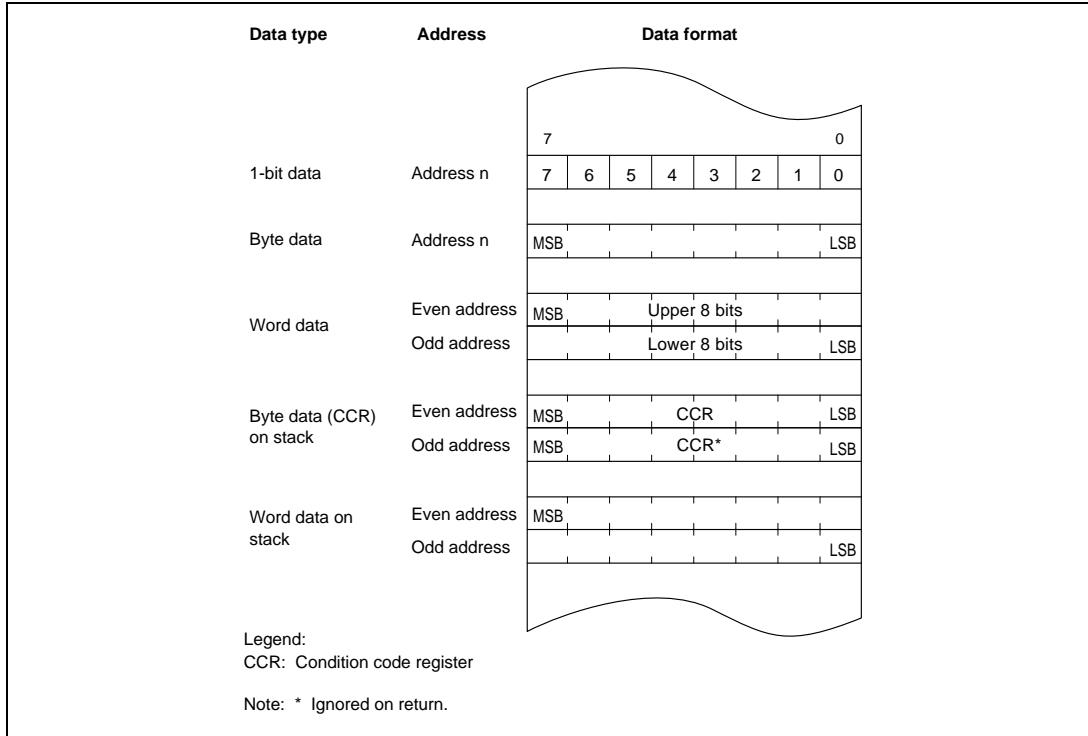 Data type Address Data format
7 0
1-bit data Address n 7 6 5 4 3 2 1 0
Byte data Address n MSB LSB
Word data
Even address MSB Upper 8 bits
Odd address Lower 8 bits LSB
Byte data (CCR)
on stack
Even address MSB CCR LSB
Odd address MSB CCR* LSB
Word data on
stack
Even address MSB
Odd address LSB
Legend:
CCR: Condition code register
Note: * Ignored on return.